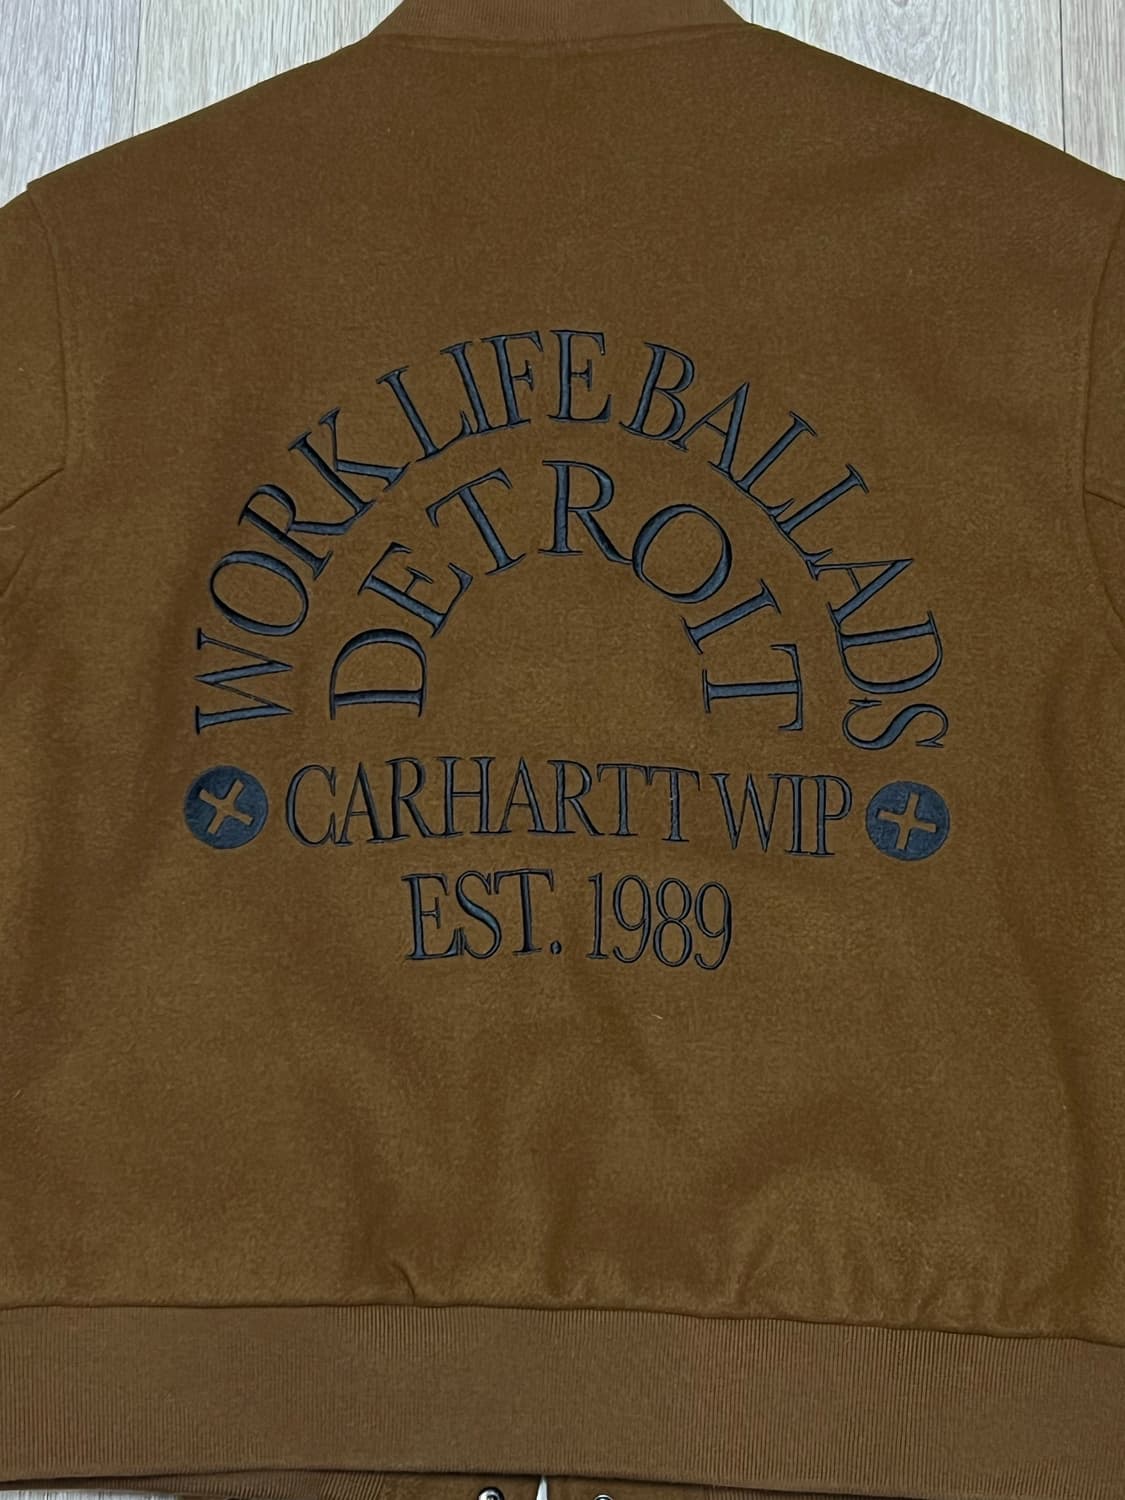 WORK LIFE BALLADS
DETROIT
CARHARTT WIP
EST. 1989